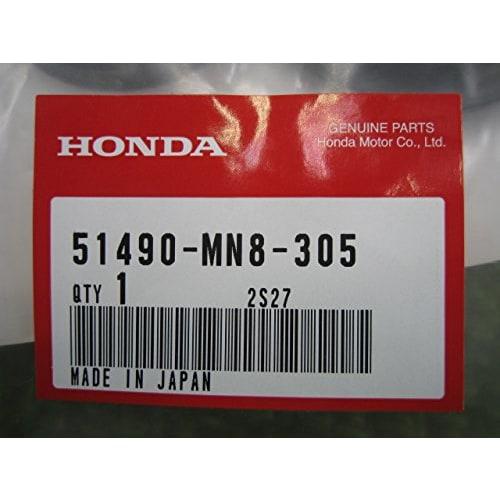 HONDA
GENUINE PARTS
Honda Motor Co., Ltd.
51490-MN8-305
QTY 1 2S27
MADE IN JAPAN